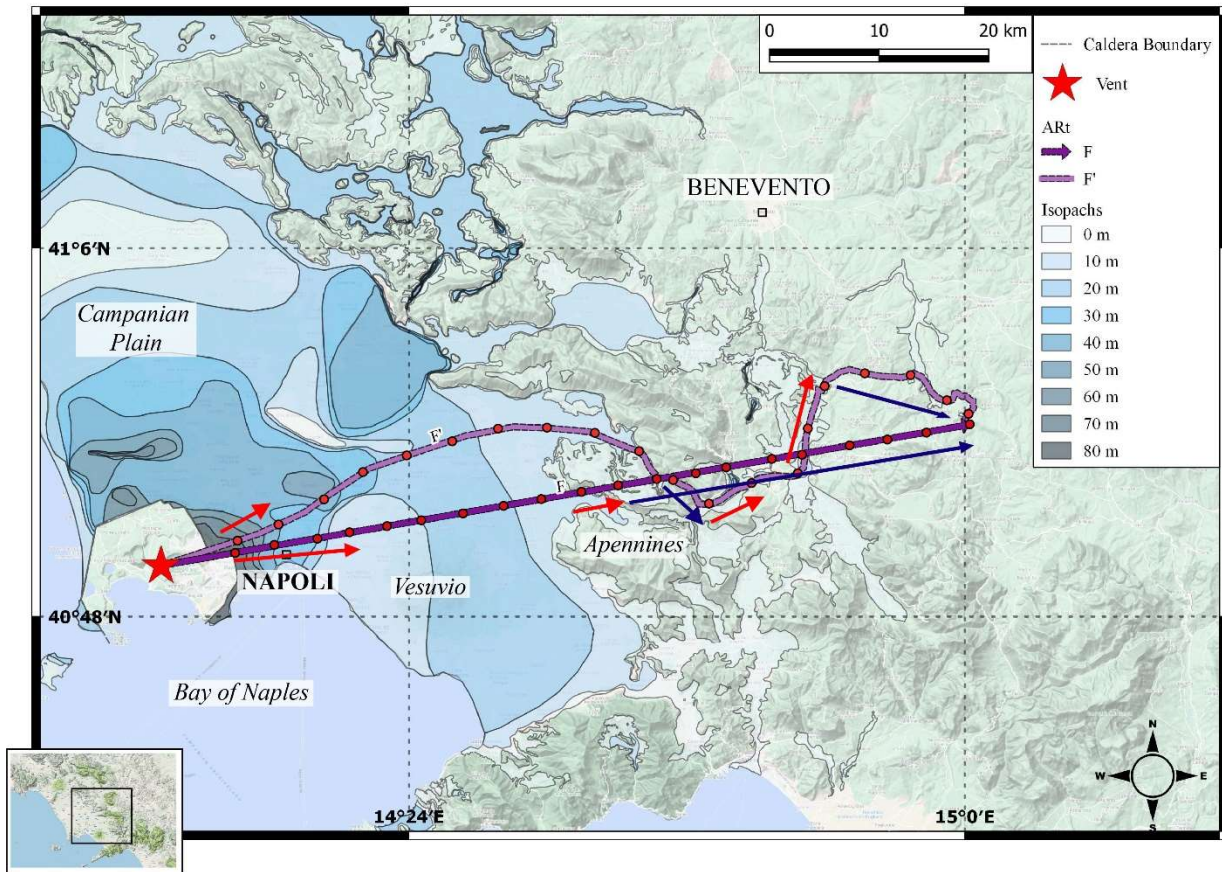 0 10 20 km
Caldera Boundary
Vent
ARt
F
F'
Isopachs
0 m
10 m
20 m
30 m
40 m
50 m
60 m
70 m
80 m
BENEVENTO
41°6′N
Campanian
Plain
F'
F
Apennines
NAPOLI
Vesuvio
40°48′N
Bay of Naples
N
W E
S
14°24′E
15°0′E